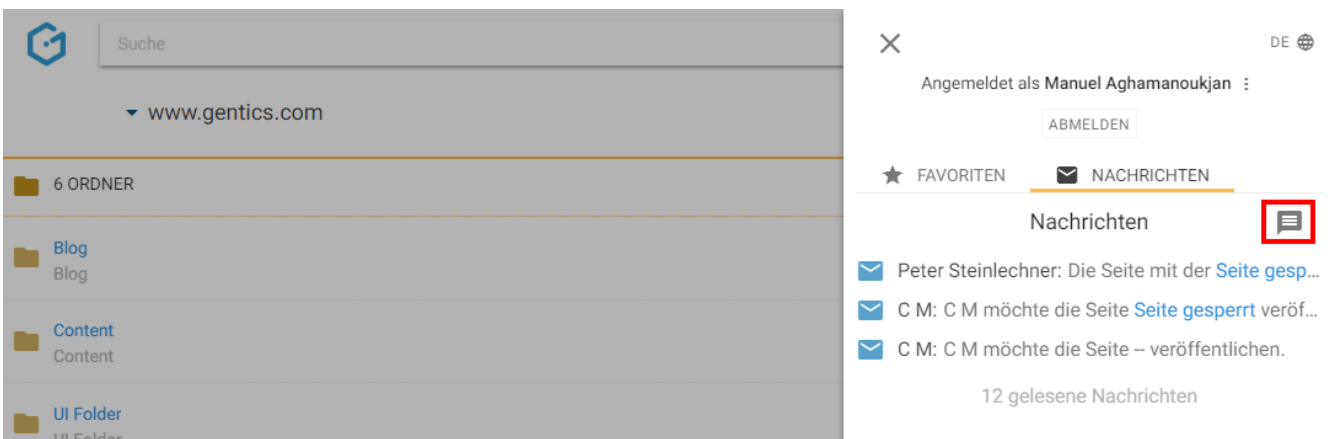 Suche
www.gentics.com
6 ORDNER
Blog
Blog
Content
Content
UI Folder
UI Folder
DE
Angemeldet als Manuel Aghamanoukjan
ABMELDEN
FAVORITEN NACHRICHTEN
Nachrichten
Peter Steinlechner: Die Seite mit der Seite gesp...
C M: C M möchte die Seite Seite gesperrt veröf...
C M: C M möchte die Seite -- veröffentlichen.
12 gelesene Nachrichten